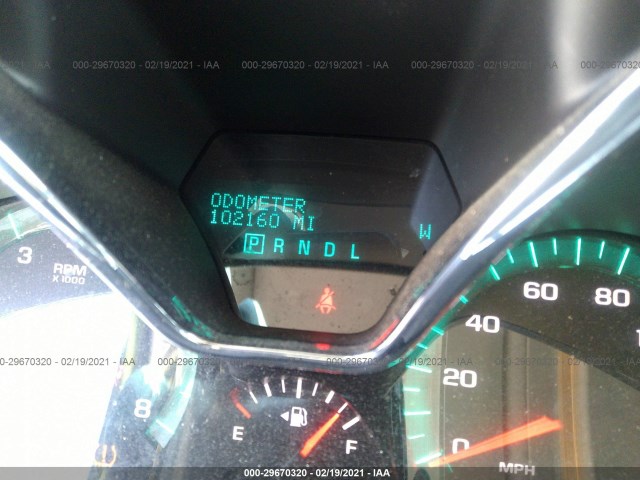 000-29670320 - 02/19/2021 - IAA
000-29670320 - 02/19/2021 - IAA
000-29670320 - 02/19/2021 - IAA
ODOMETER
102160 MI
W
P R N D L
3
RPM
X 1000
60
80
40
1
000-29670320 - 02/19/2021 - IAA
000-29670320 - 02/19/2021 - IAA
000-29670320 - 02/19/2021 - IAA
20
8
E
F
0
MPH
000-29670320 - 02/19/2021 - IAA